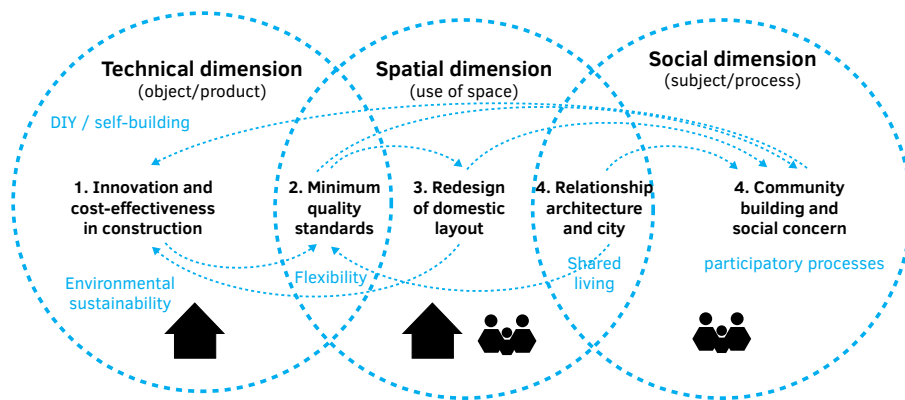 Technical dimension
(object/product)
Spatial dimension
(use of space)
Social dimension
(subject/process)
DIY / self-building
1. Innovation and
cost-effectiveness
in construction
2. Minimum
quality
standards
3. Redesign
of domestic
layout
4. Relationship
architecture
and city
4. Community
building and
social concern
Environmental
sustainability
Flexibility
Shared
living
participatory processes